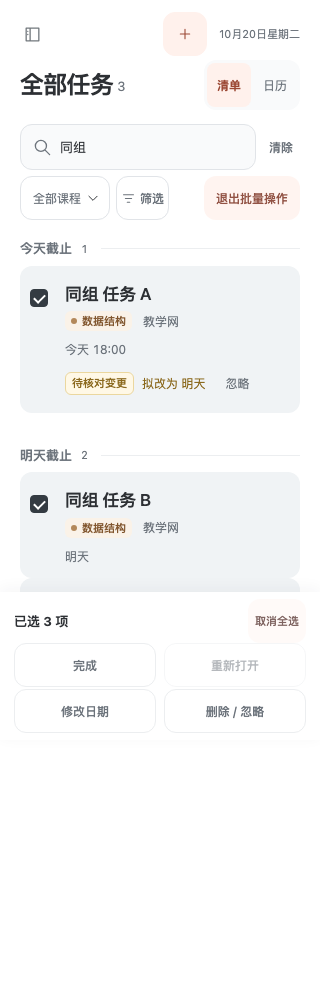 10月20日星期二
全部任务 3
清单 日历
同组 清除
全部课程 筛选 退出批量操作
今天截止 1
同组 任务 A
数据结构 教学网
今天 18:00
待核对变更 拟改为 明天 忽略
明天截止 2
同组 任务 B
数据结构 教学网
明天
已选 3 项 取消全选
完成 重新打开
修改日期 删除 / 忽略